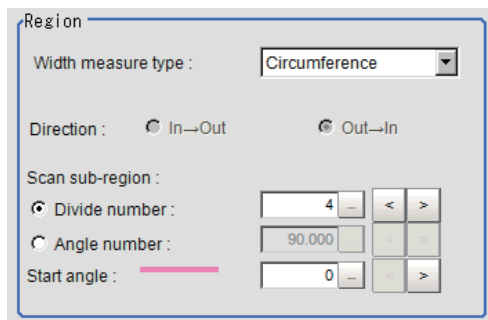 Region
Width measure type : Circumference
Direction : In→Out Out→In
Scan sub-region :
Divide number : 4 ... < >
Angle number : 90.000 ... < >
Start angle : 0 ... < >